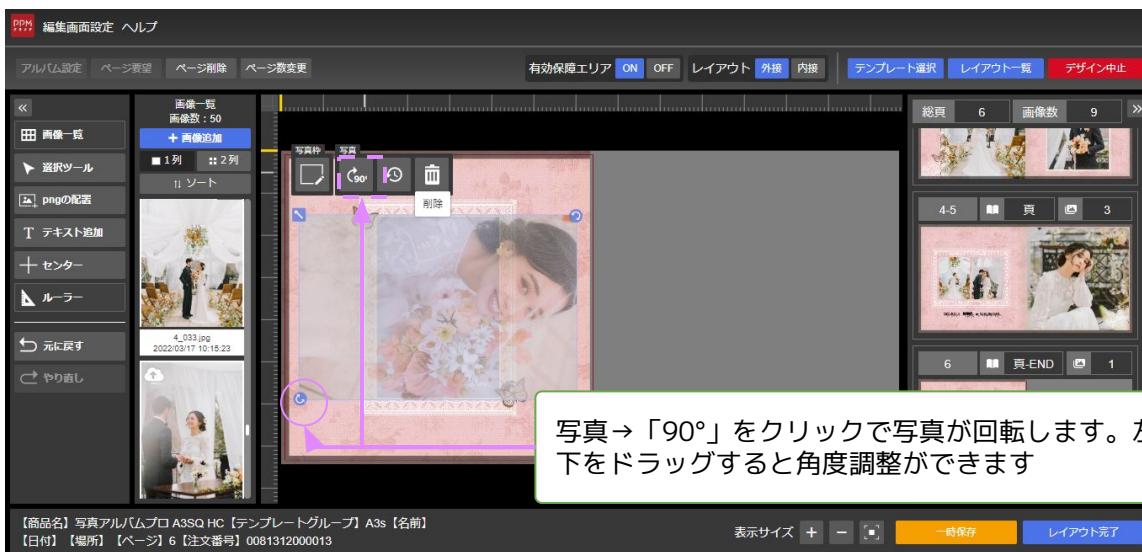 PPM
編集画面設定 ヘルプ
アルバム設定 ページ要望 ページ削除 ページ数変更
有効保障エリア ON OFF レイアウト 外接 内接 テンプレート選択 レイアウト一覧 デザイン中止
«
画像一覧
選択ツール
pngの配置
T テキスト追加
センター
ルーラー
元に戻す
やり直し
画像一覧
画像数:50
+ 画像追加
1列 2列
ソート
4_033.jpg
2022/03/17 10:15:23
写真枠 写真
90°
削除
総頁 6 画像数 9 »
4-5 頁 3
6 頁-END 1
写真→「90°」をクリックで写真が回転します。左
下をドラッグすると角度調整ができます
【商品名】写真アルバムプロ A3SQ HC【テンプレートグループ】A3s【名前】
【日付】【場所】【ページ】6【注文番号】0081312000013
表示サイズ + − 一時保存 レイアウト完了